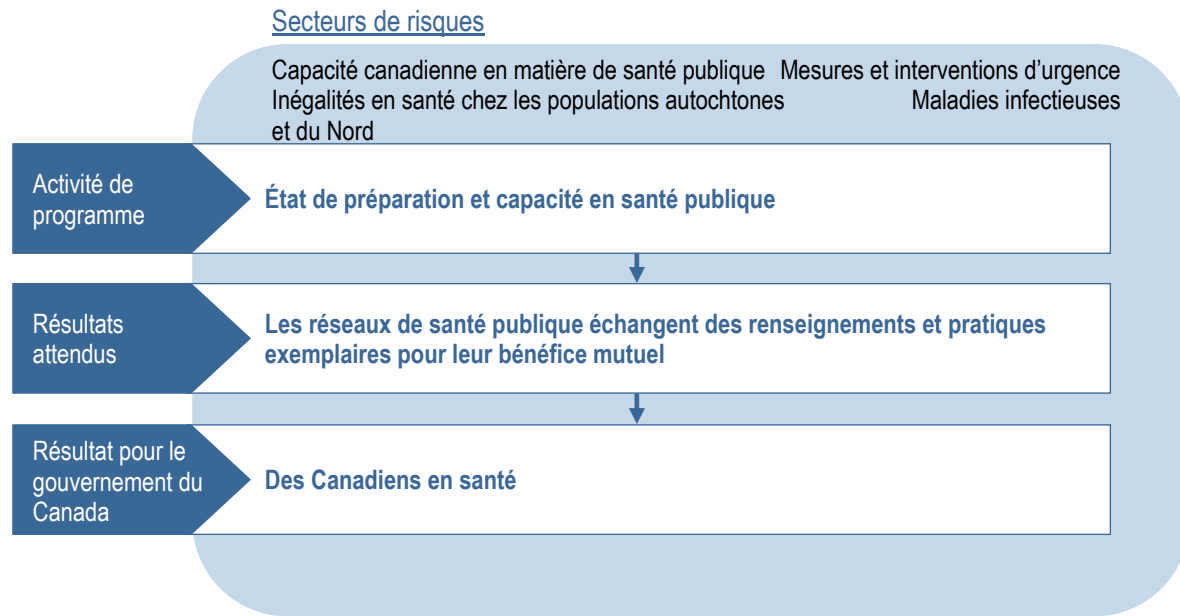 Secteurs de risques
Capacité canadienne en matière de santé publique Mesures et interventions d'urgence
Inégalités en santé chez les populations autochtones Maladies infectieuses
et du Nord
Activité de
programme
État de préparation et capacité en santé publique
Résultats
attendus
Les réseaux de santé publique échangent des renseignements et pratiques
exemplaires pour leur bénéfice mutuel
Résultat pour le
gouvernement du
Canada
Des Canadiens en santé